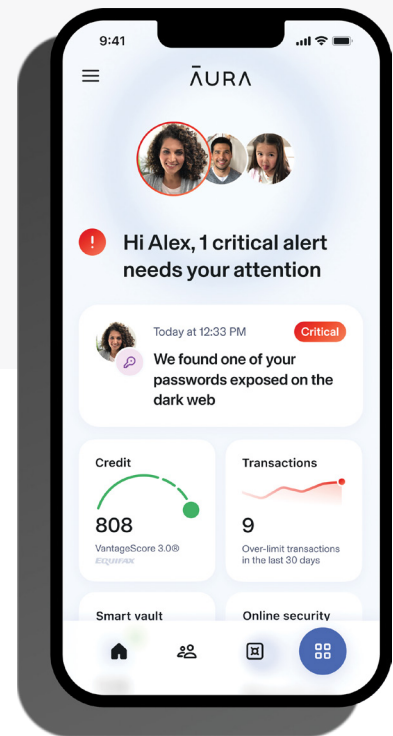 9:41
ĀURA
!
Hi Alex, 1 critical alert
needs your attention
Today at 12:33 PM
Critical
We found one of your
passwords exposed on the
dark web
Credit
808
VantageScore 3.0®
EQUIFAX
Transactions
9
Over-limit transactions
in the last 30 days
Smart vault
Online security